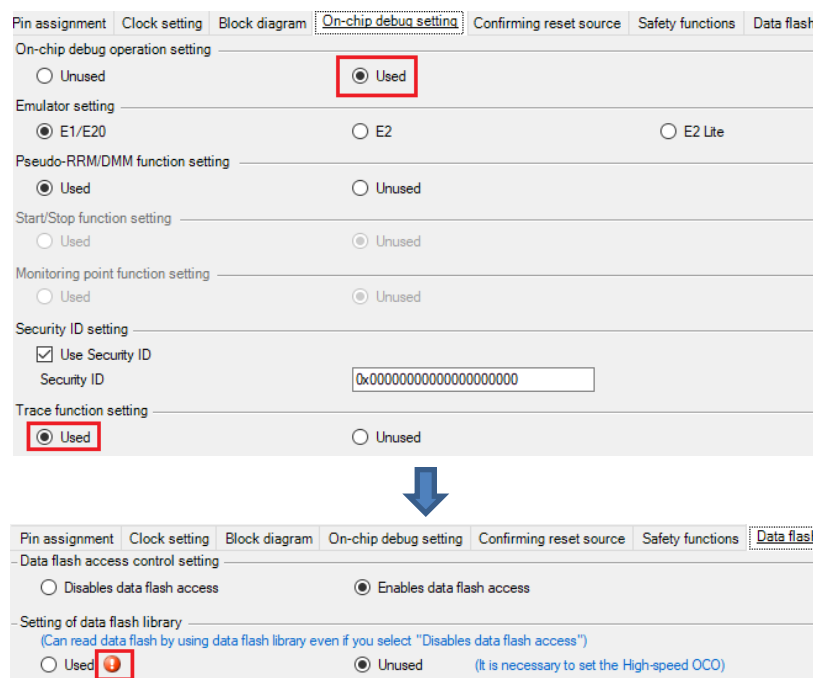 Pin assignment Clock setting Block diagram On-chip debug setting Confirming reset source Safety functions Data flash
On-chip debug operation setting
Unused Used
Emulator setting
E1/E20 E2 E2 Lite
Pseudo-RRM/DMM function setting
Used Unused
Start/Stop function setting
Used Unused
Monitoring point function setting
Used Unused
Security ID setting
Use Security ID
Security ID 0x00000000000000000000
Trace function setting
Used Unused
Pin assignment Clock setting Block diagram On-chip debug setting Confirming reset source Safety functions Data flash
Data flash access control setting
Disables data flash access Enables data flash access
Setting of data flash library
(Can read data flash by using data flash library even if you select "Disables data flash access")
Used Unused (It is necessary to set the High-speed OCO)